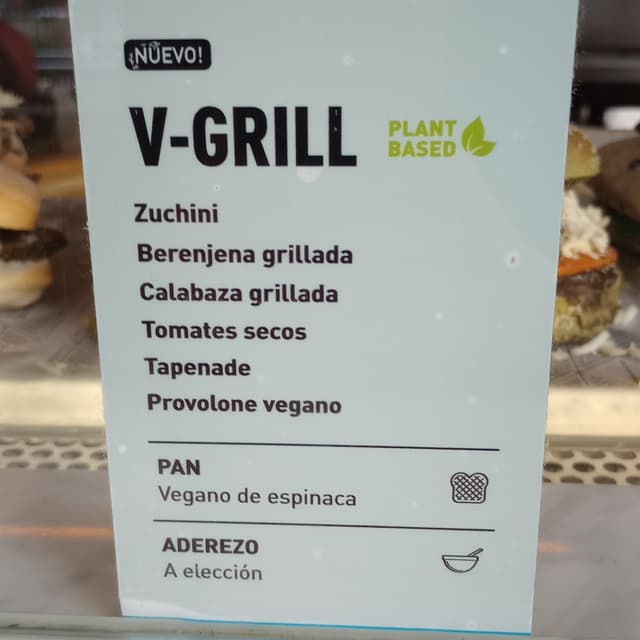 ¡NUEVO!
V-GRILL
PLANT
BASED
Zuchini
Berenjena grillada
Calabaza grillada
Tomates secos
Tapenade
Provolone vegano
PAN
Vegano de espinaca
ADEREZO
A elección